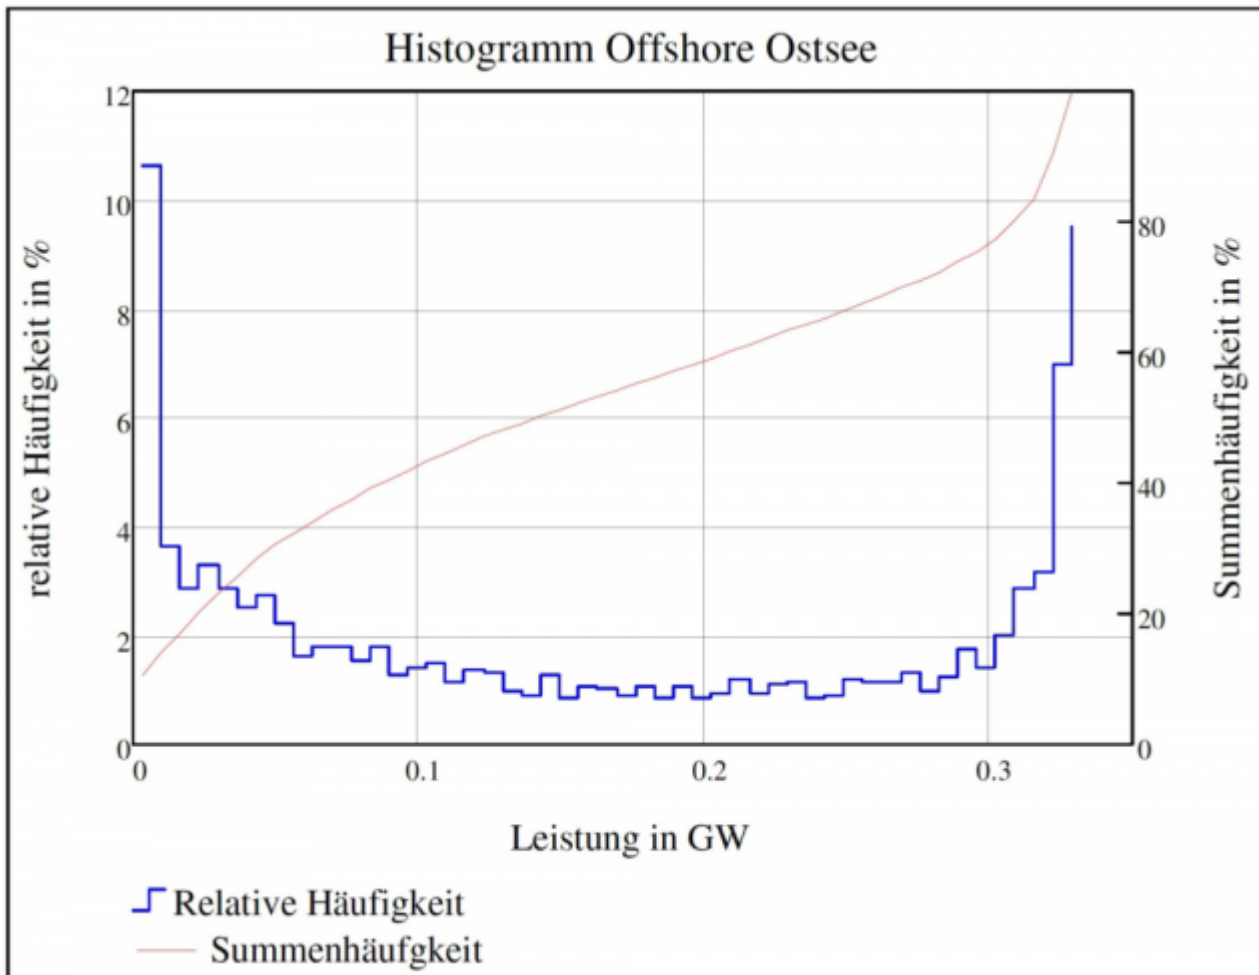 Histogramm Offshore Ostsee
relative Häufigkeit in %
12
10
8
6
4
2
0
0
0.1
0.2
0.3
80
60
40
20
0
Summenhäufigkeit in %
Leistung in GW
Relative Häufigkeit
Summenhäufgkeit